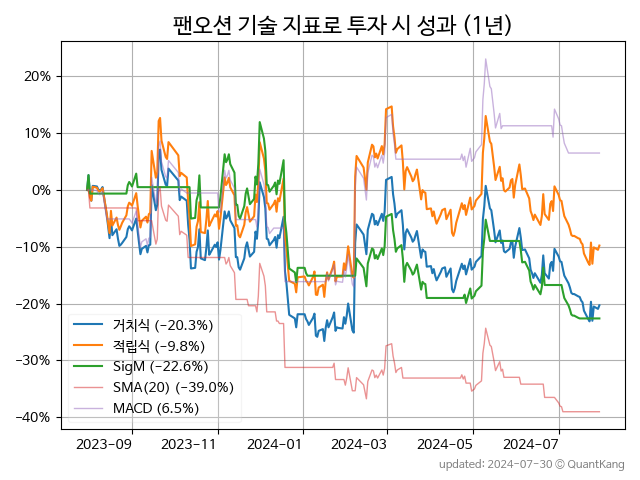 팬오션 기술 지표로 투자 시 성과 (1년)
20%
10%
0%
−10%
−20%
−30%
−40%
거치식 (−20.3%)
적립식 (−9.8%)
SigM (−22.6%)
SMA(20) (−39.0%)
MACD (6.5%)
2023-09 2023-11 2024-01 2024-03 2024-05 2024-07
updated: 2024-07-30 © QuantKang